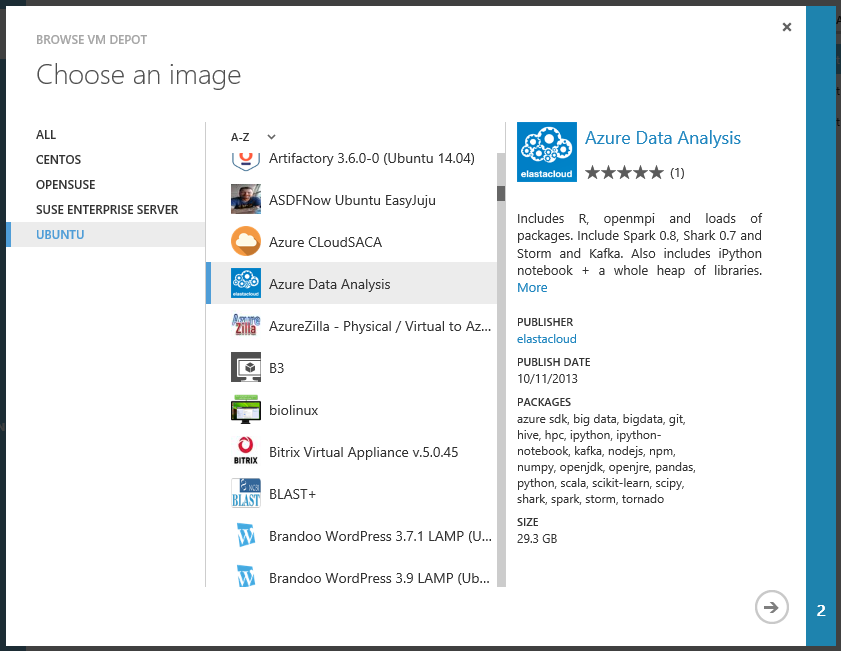 BROWSE VM DEPOT
Choose an image
ALL
CENTOS
OPENSUSE
SUSE ENTERPRISE SERVER
UBUNTU
A-Z
Artifactory 3.6.0-0 (Ubuntu 14.04)
ASDFNow Ubuntu EasyJuju
Azure CLoudSACA
elastacloud
Azure Data Analysis
Azure Zilla
AzureZilla - Physical / Virtual to Az...
B3
biolinux
BITRIX
Bitrix Virtual Appliance v.5.0.45
BLAST
BLAST+
Brandoo WordPress 3.7.1 LAMP (U...
Brandoo WordPress 3.9 LAMP (Ub...
elastacloud
Azure Data Analysis
(1)
Includes R, openmpi and loads of
packages. Include Spark 0.8, Shark 0.7 and
Storm and Kafka. Also includes iPython
notebook + a whole heap of libraries.
More
PUBLISHER
elastacloud
PUBLISH DATE
10/11/2013
PACKAGES
azure sdk, big data, bigdata, git,
hive, hpc, ipython, ipython-
notebook, kafka, nodejs, npm,
numpy, openjdk, openjre, pandas,
python, scala, scikit-learn, scipy,
shark, spark, storm, tornado
SIZE
29.3 GB
2